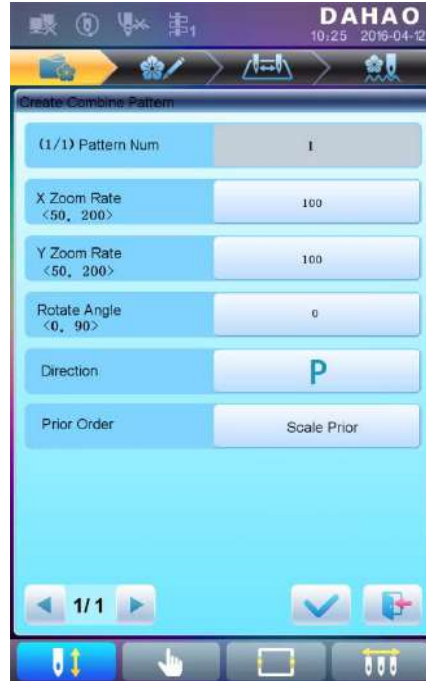 DAHAO
1
10:25 2016-04-12
Create Combine Pattern
(1/1) Pattern Num
1
X Zoom Rate
<50, 200>
100
Y Zoom Rate
<50, 200>
100
Rotate Angle
<0, 90>
0
Direction
P
Prior Order
Scale Prior
1/1